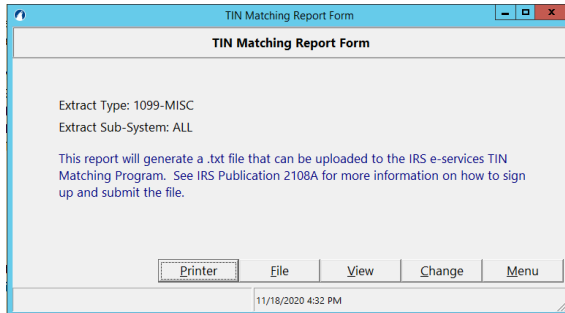 TIN Matching Report Form
TIN Matching Report Form
Extract Type: 1099-MISC
Extract Sub-System: ALL
This report will generate a .txt file that can be uploaded to the IRS e-services TIN
Matching Program.  See IRS Publication 2108A for more information on how to sign
up and submit the file.
Printer File View Change Menu
11/18/2020 4:32 PM